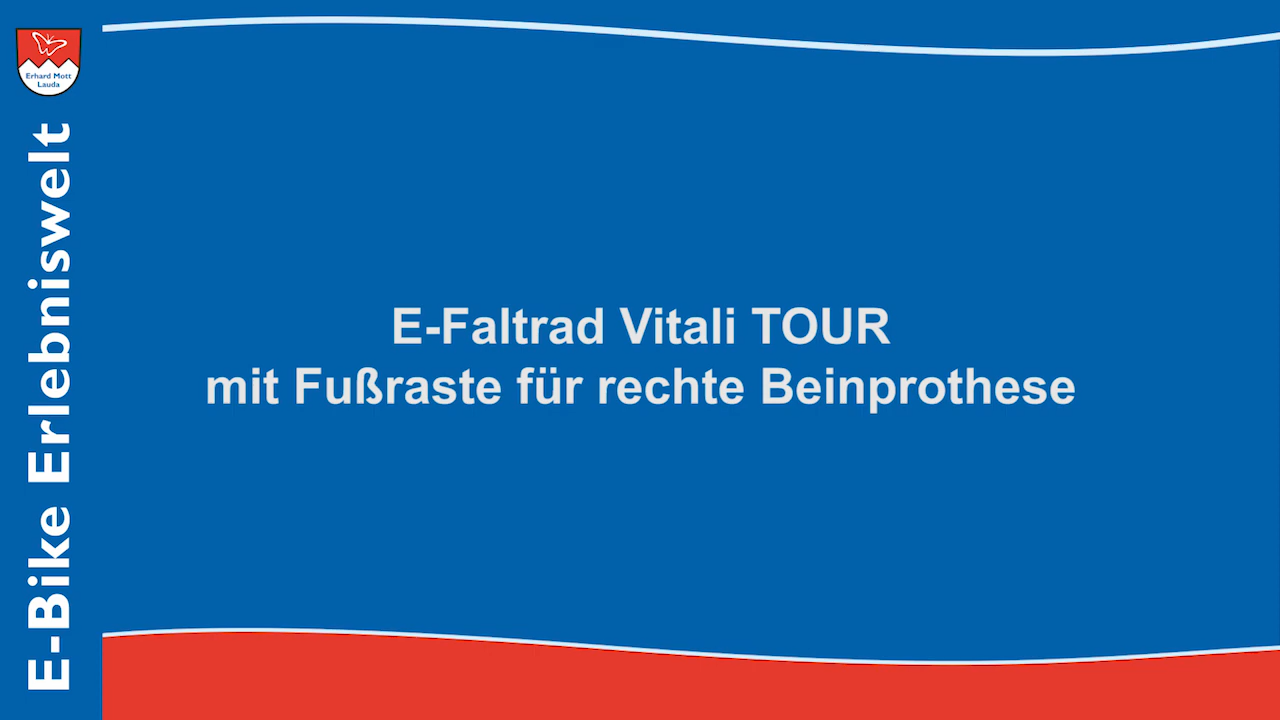 Erhard Mott
Lauda
E-Bike Erlebniswelt
E-Faltrad Vitali TOUR
mit Fußraste für rechte Beinprothese